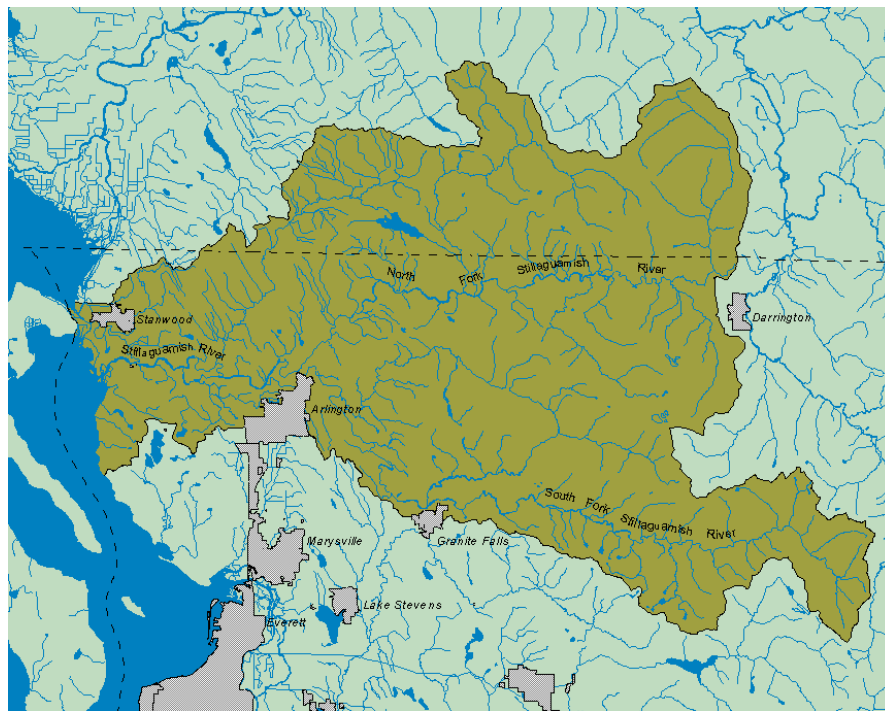 North Fork Stillaguamish River
Stanwood
Darrington
Stillaguamish River
Arlington
South Fork Stillaguamish River
Granite Falls
Marysville
Lake Stevens
Everett